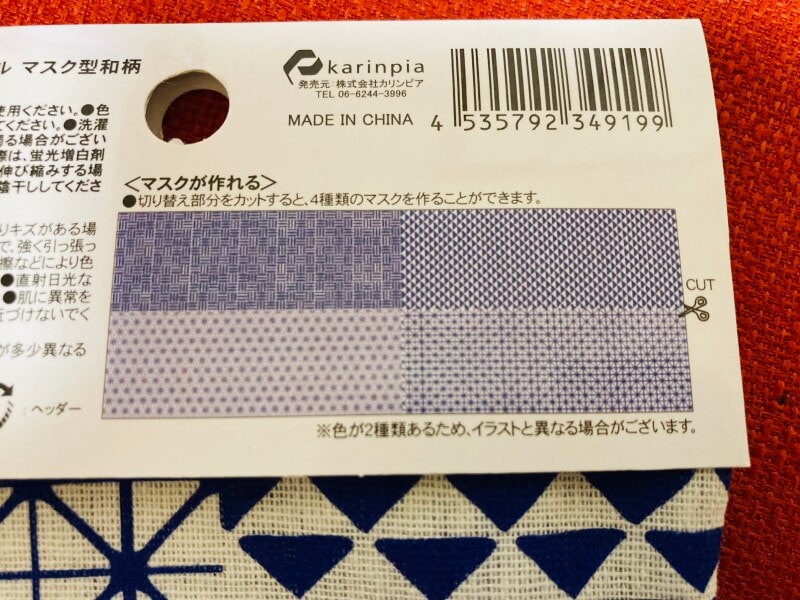 ル マスク型和柄
karinpia
発売元：株式会社カリンピア
TEL 06-6244-3996
MADE IN CHINA
4 535792 349199
使用ください。●色
てください。●洗濯
る場合がござい
際は、蛍光増白剤
伸び縮みする場
陰干ししてくださ
りキズがある場
で、強く引っ張っ
擦などにより色
●直射日光な
●肌に異常を
近づけないでく
が多少異なる
：ヘッダー
＜マスクが作れる＞
●切り替え部分をカットすると、4種類のマスクを作ることができます。
CUT
※色が2種類あるため、イラストと異なる場合がございます。